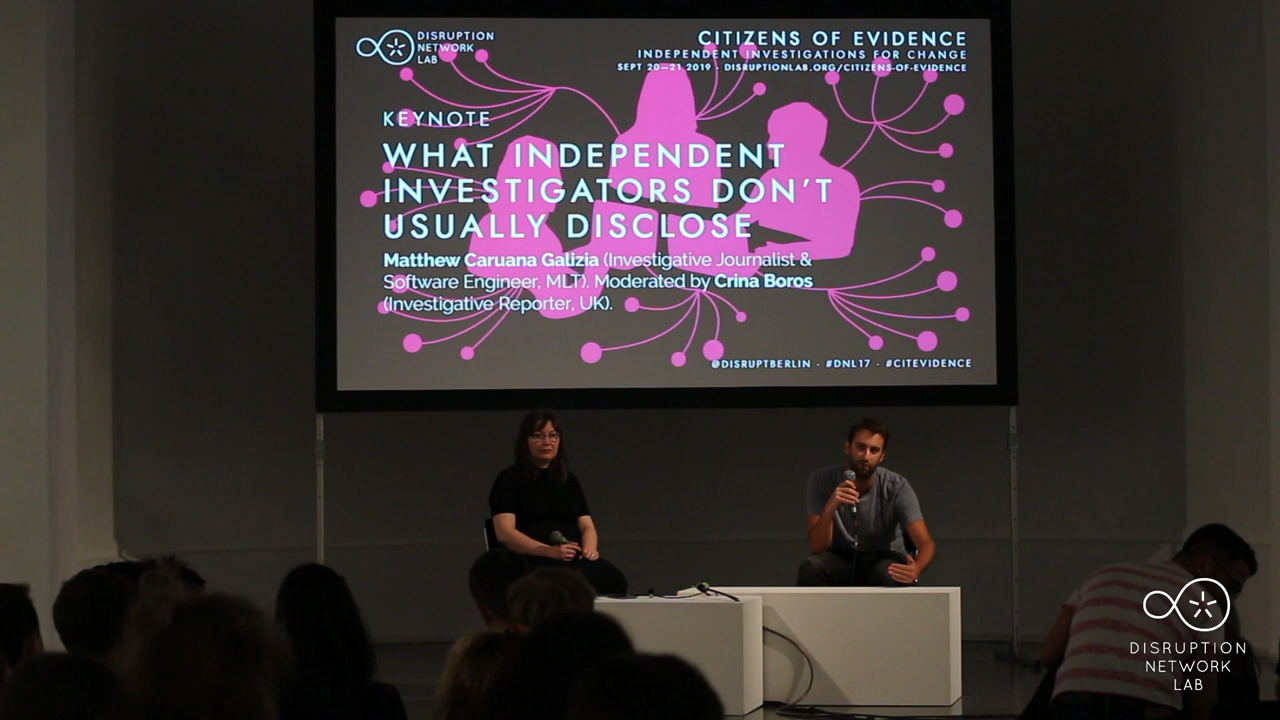 DISRUPTION
NETWORK
LAB
CITIZENS OF EVIDENCE
INDEPENDENT INVESTIGATIONS FOR CHANGE
SEPT 20—21 2019 · DISRUPTIONLAB.ORG/CITIZENS-OF-EVIDENCE
KEYNOTE
WHAT INDEPENDENT
INVESTIGATORS DON'T
USUALLY DISCLOSE
Matthew Caruana Galizia (Investigative Journalist &
Software Engineer, MLT). Moderated by Crina Boros
(Investigative Reporter, UK).
@DISRUPTBERLIN · #DNL17 · #CITEVIDENCE
DISRUPTION
NETWORK
LAB